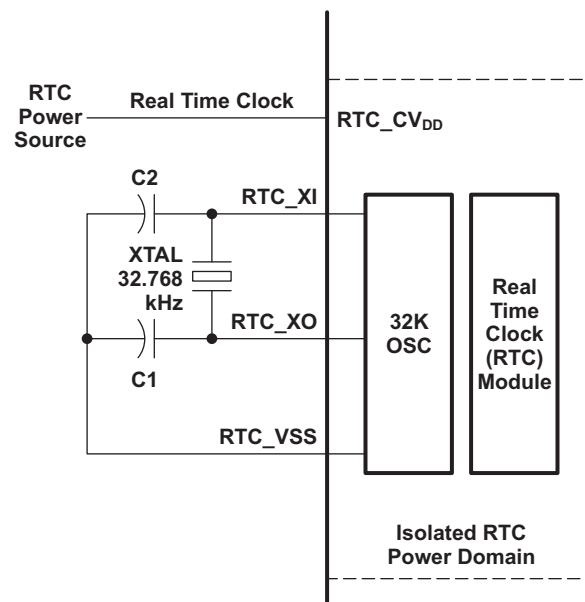 RTC
Power
Source
Real Time Clock
RTC_CVDD
C2
RTC_XI
XTAL
32.768
kHz
RTC_XO
C1
RTC_VSS
32K
OSC
Real
Time
Clock
(RTC)
Module
Isolated RTC
Power Domain